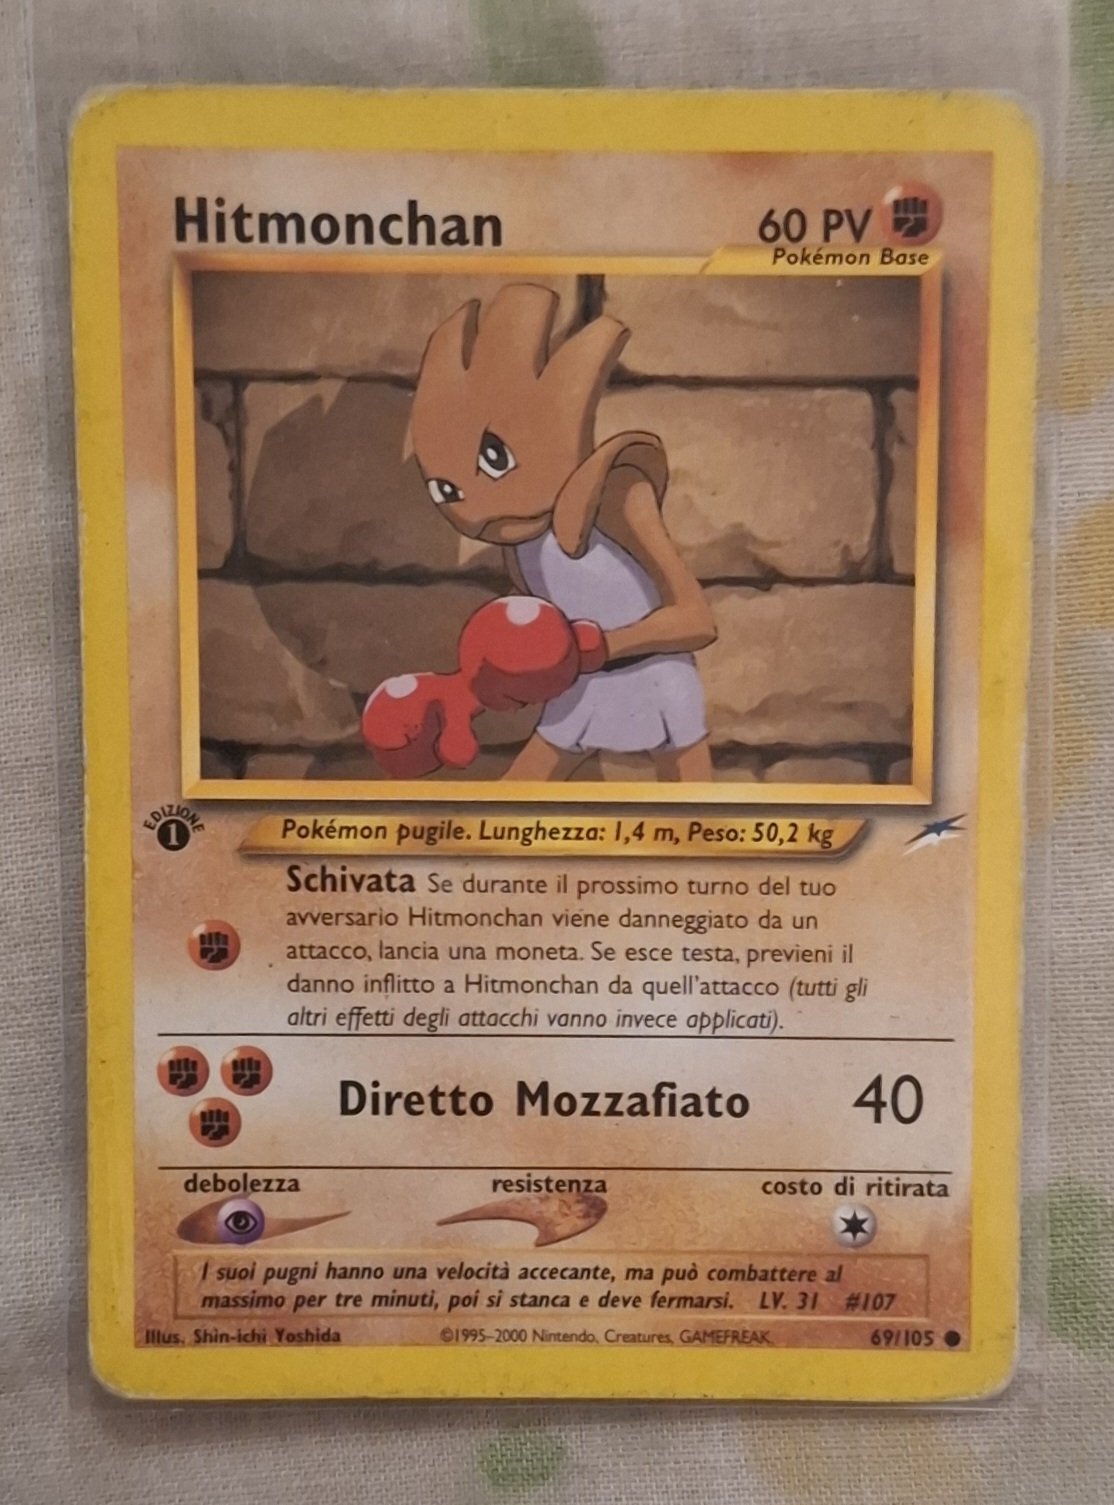 Hitmonchan
60 PV
Pokémon Base
EDIZIONE
1
Pokémon pugile. Lunghezza: 1,4 m, Peso: 50,2 kg
Schivata Se durante il prossimo turno del tuo
avversario Hitmonchan viene danneggiato da un
attacco, lancia una moneta. Se esce testa, previeni il
danno inflitto a Hitmonchan da quell'attacco (tutti gli
altri effetti degli attacchi vanno invece applicati).
Diretto Mozzafiato 40
debolezza resistenza costo di ritirata
I suoi pugni hanno una velocità accecante, ma può combattere al
massimo per tre minuti, poi si stanca e deve fermarsi. LV. 31 #107
Illus. Shin-ichi Yoshida ©1995–2000 Nintendo, Creatures, GAMEFREAK. 69/105